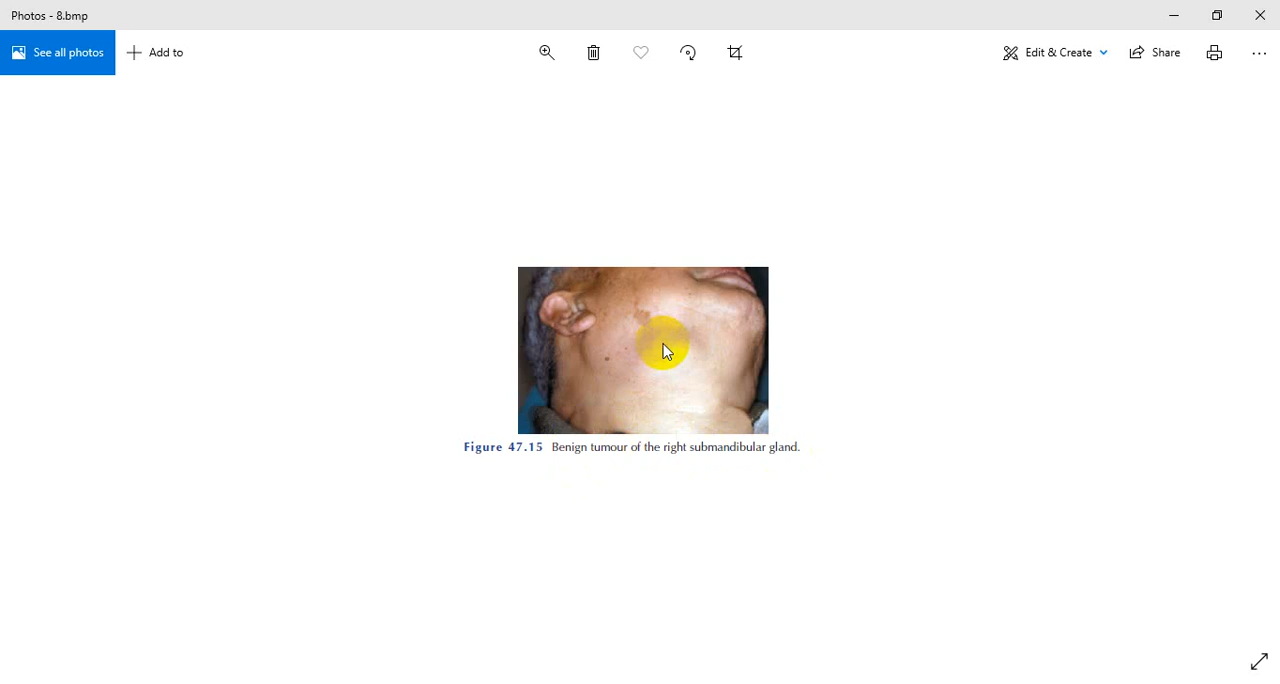 Photos - 8.bmp
See all photos
Add to
Edit & Create
Share
Figure 47.15 Benign tumour of the right submandibular gland.